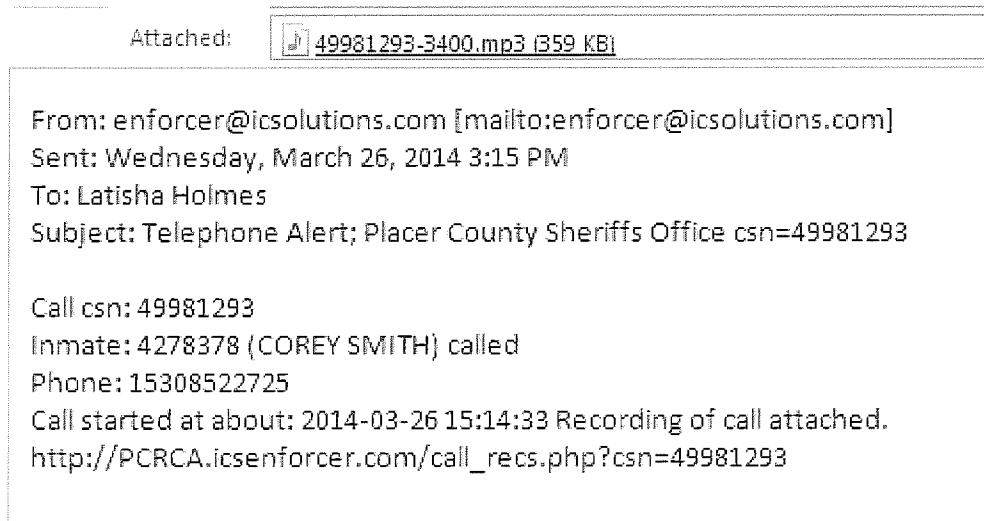 Attached: 49981293-3400.mp3 (359 KB)
From: enforcer@icsolutions.com [mailto:enforcer@icsolutions.com]
Sent: Wednesday, March 26, 2014 3:15 PM
To: Latisha Holmes
Subject: Telephone Alert; Placer County Sheriffs Office csn=49981293
Call csn: 49981293
Inmate: 4278378 (COREY SMITH) called
Phone: 15308522725
Call started at about: 2014-03-26 15:14:33 Recording of call attached.
http://PCRCA.icsenforcer.com/call_recs.php?csn=49981293